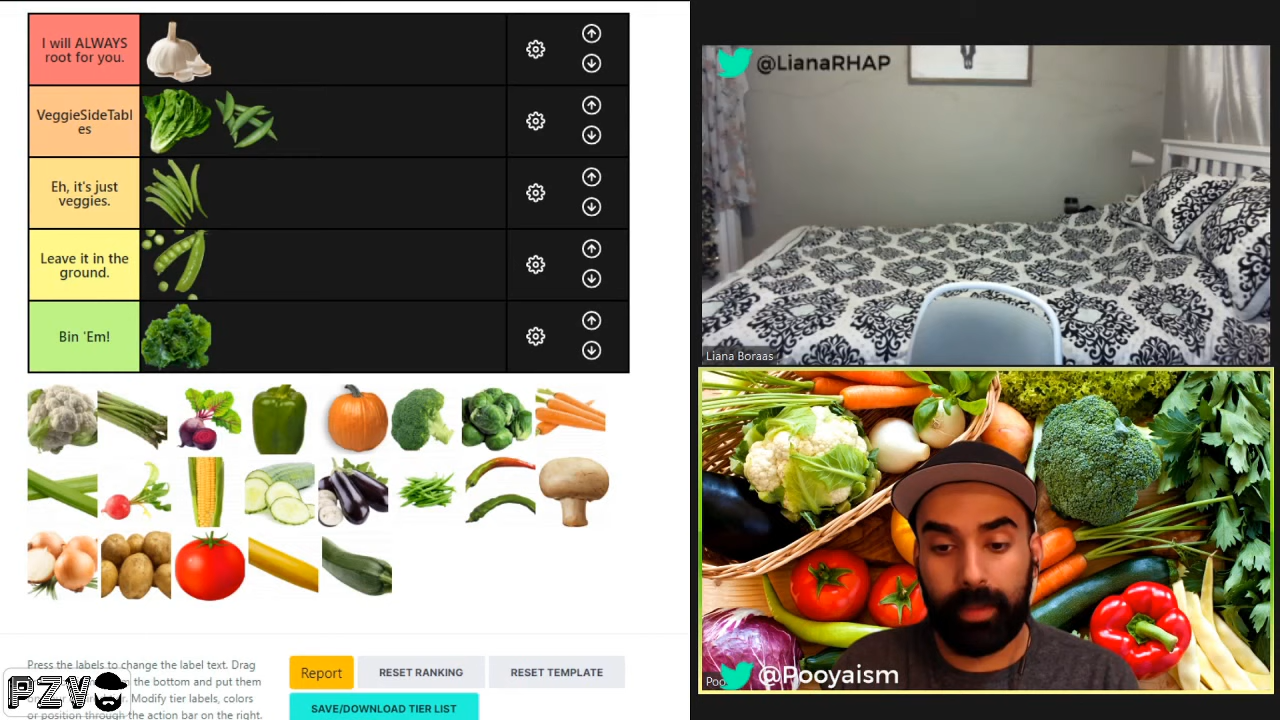 I will ALWAYS
root for you.
VeggieSideTabl
es
Eh, it's just
veggies.
Leave it in the
ground.
Bin 'Em!
Press the labels to change the label text. Drag
the bottom and put them
Modify tier labels, colors
or position through the action bar on the right.
Report
RESET RANKING
RESET TEMPLATE
SAVE/DOWNLOAD TIER LIST
PZV
@LianaRHAP
Liana Boraas
Poo
@Pooyaism